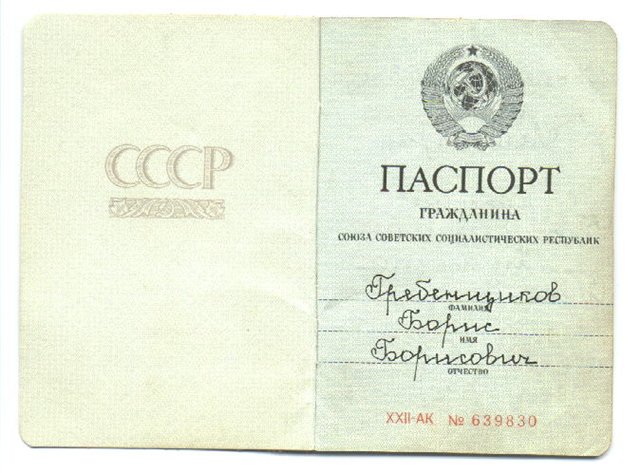 СССР
ПАСПОРТ
ГРАЖДАНИНА
СОЮЗА СОВЕТСКИХ СОЦИАЛИСТИЧЕСКИХ РЕСПУБЛИК
Гребенщиков
ФАМИЛИЯ
Борис
ИМЯ
Борисович
ОТЧЕСТВО
XXII-АК № 639830